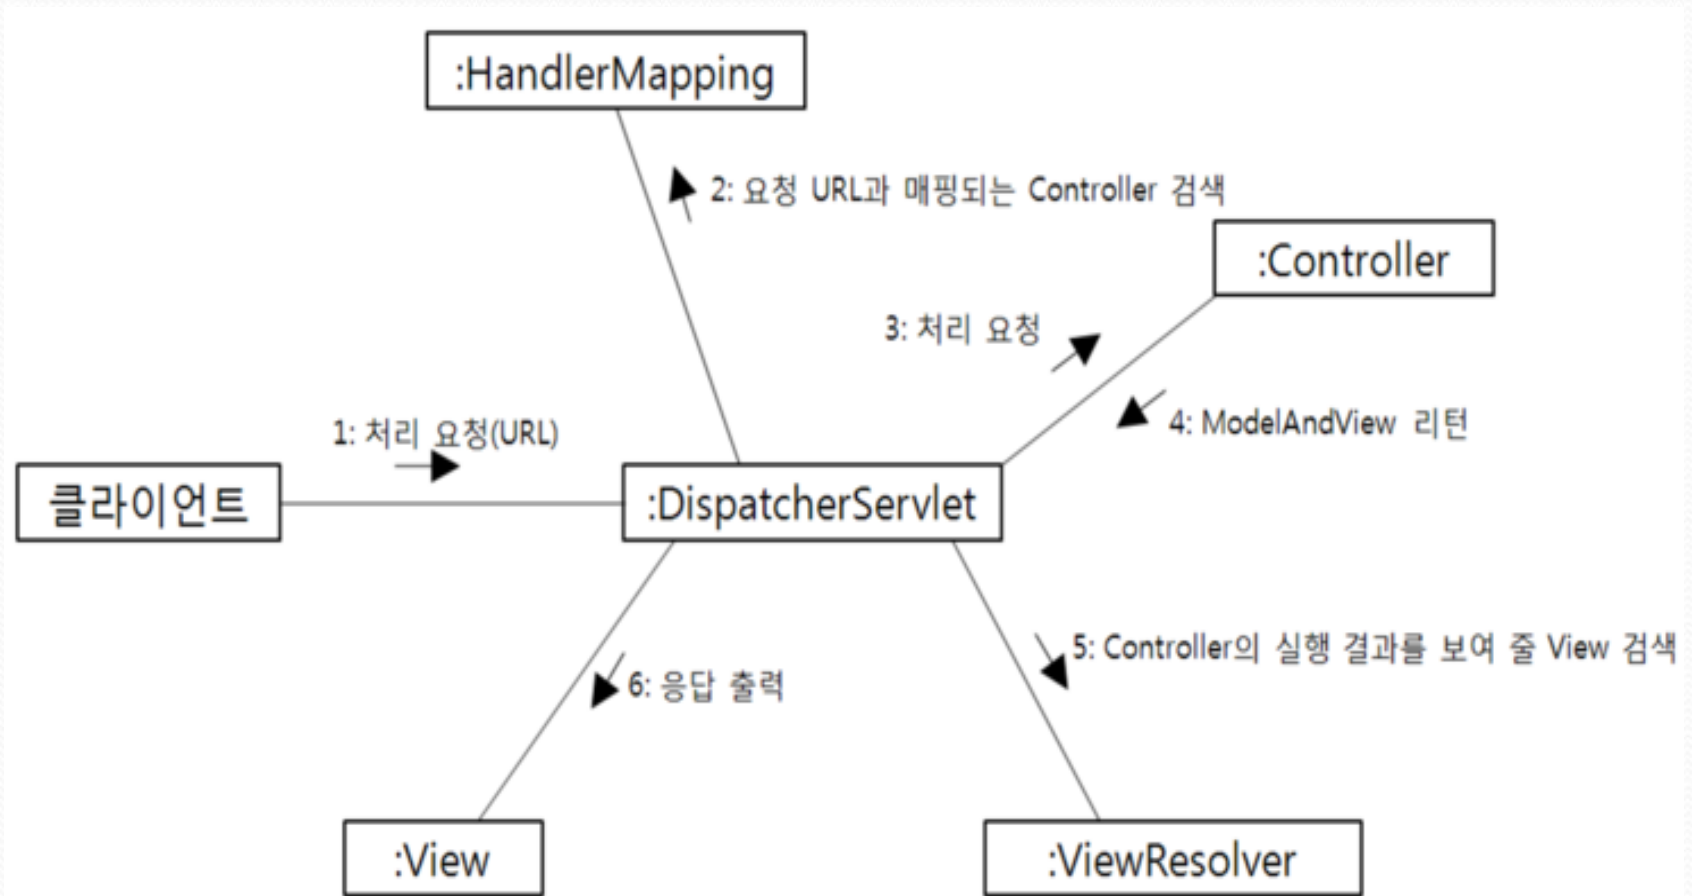 :HandlerMapping
2: 요청 URL과 매핑되는 Controller 검색
:Controller
3: 처리 요청
4: ModelAndView 리턴
1: 처리 요청(URL)
클라이언트
:DispatcherServlet
5: Controller의 실행 결과를 보여 줄 View 검색
6: 응답 출력
:View
:ViewResolver